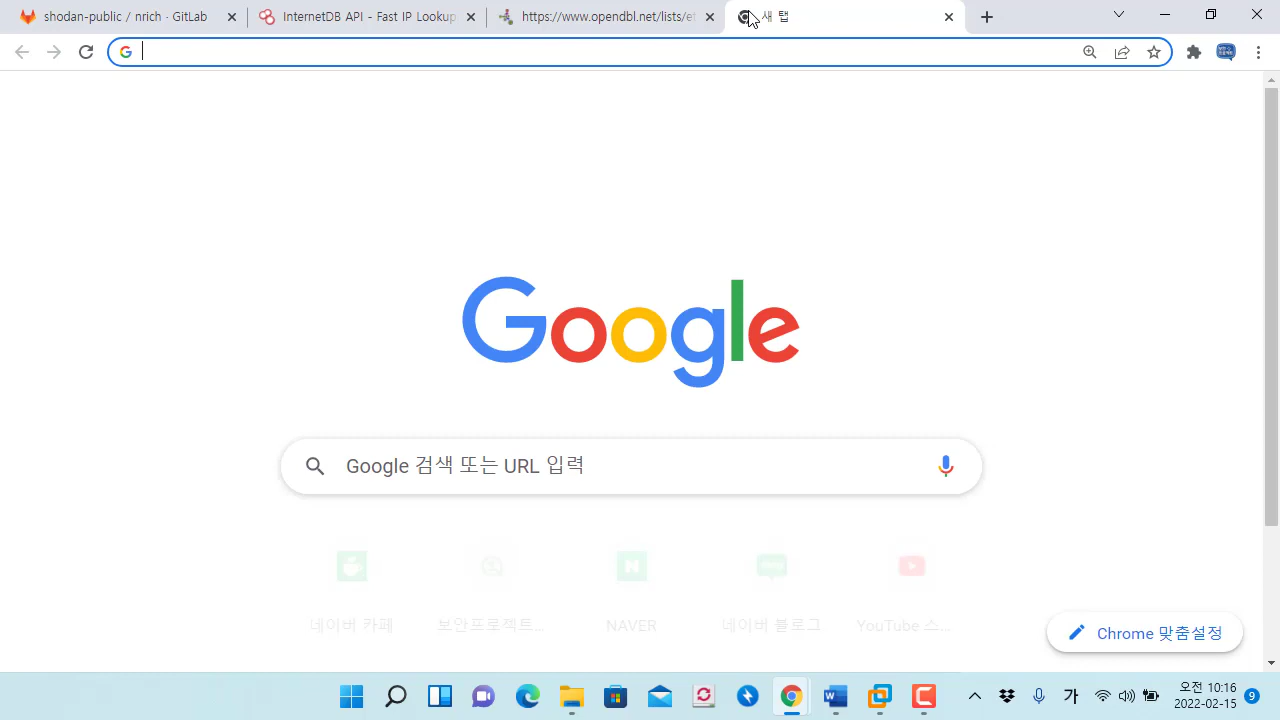 shodan-public / nrich · GitLab
InternetDB API - Fast IP Lookup
https://www.opendbl.net/lists/et
새 탭
Google
Google 검색 또는 URL 입력
네이버 카페
보안프로젝트...
NAVER
네이버 블로그
YouTube 스...
Chrome 맞춤설정
가
오전 10:16
2022-02-15
9